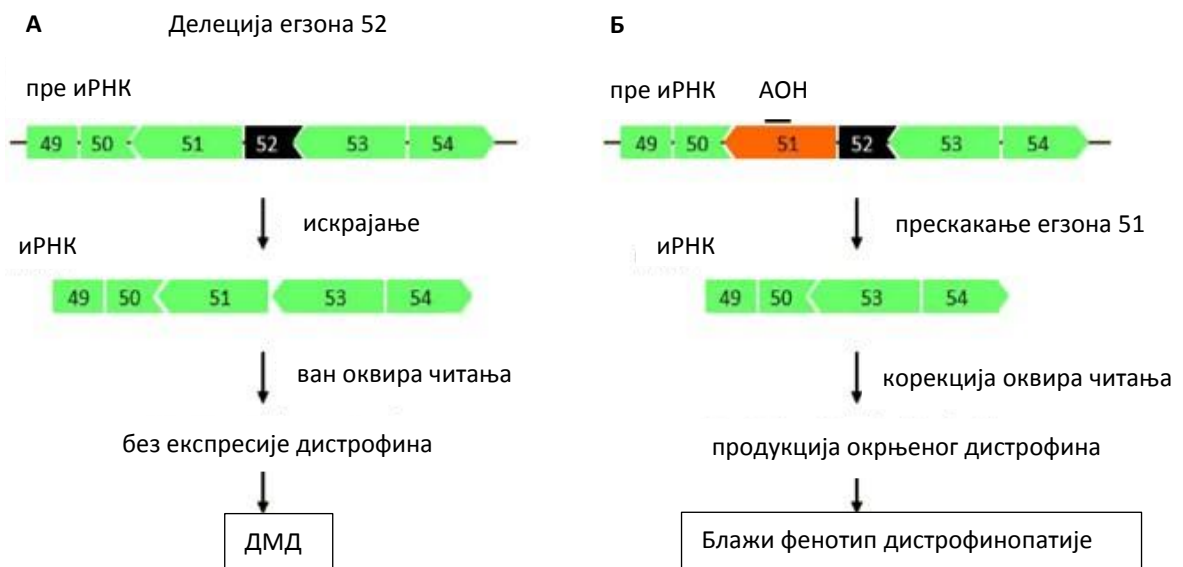 А
Делеција егзона 52
пре иРНК
49 50 51 52 53 54
искрајање
иРНК
49 50 51 53 54
ван оквира читања
без експресије дистрофина
ДМД
Б
пре иРНК
АОН
49 50 51 52 53 54
прескакање егзона 51
иРНК
49 50 53 54
корекција оквира читања
продукција окрњеног дистрофина
Блажи фенотип дистрофинопатије